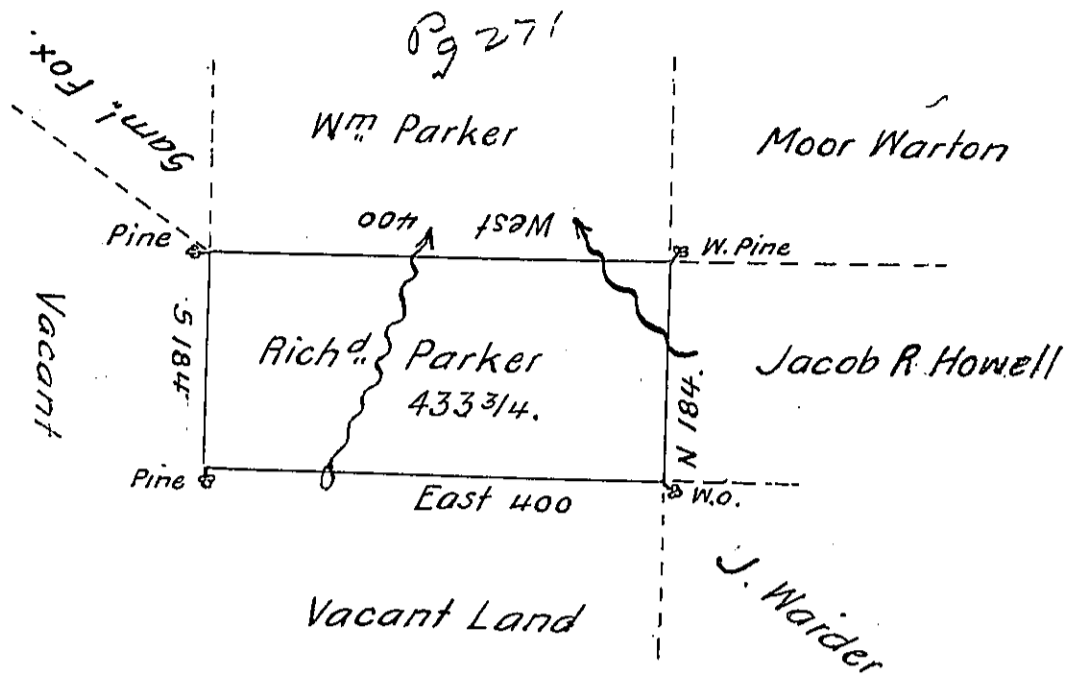 Pg 271
Saml. Fox.
Wm Parker
Moor Warton
400 West
Pine
W. Pine
Vacant
S 184
Richd Parker
433 3/4.
N 184.
Jacob R Howell
Pine
East 400
W.O.
J. Warder
Vacant Land